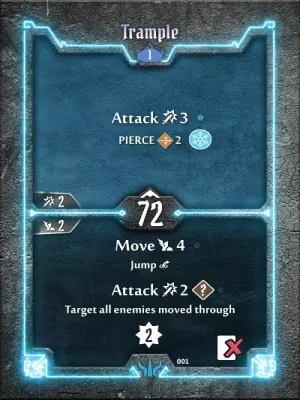 Trample
1
Attack 3
PIERCE 2
2
72
2
Move 4
Jump
Attack 2 ?
Target all enemies moved through
2
001